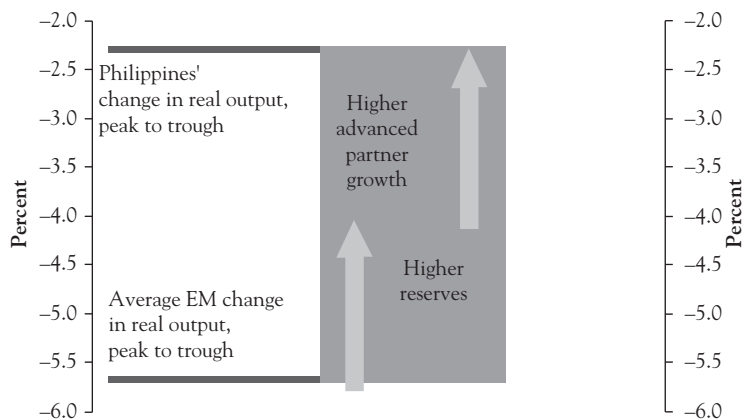 –2.0
–2.5
–3.0
–3.5
–4.0
–4.5
–5.0
–5.5
–6.0
Percent
Philippines'
change in real output,
peak to trough
Average EM change
in real output,
peak to trough
Higher
advanced
partner
growth
Higher
reserves
–2.0
–2.5
–3.0
–3.5
–4.0
–4.5
–5.0
–5.5
–6.0
Percent